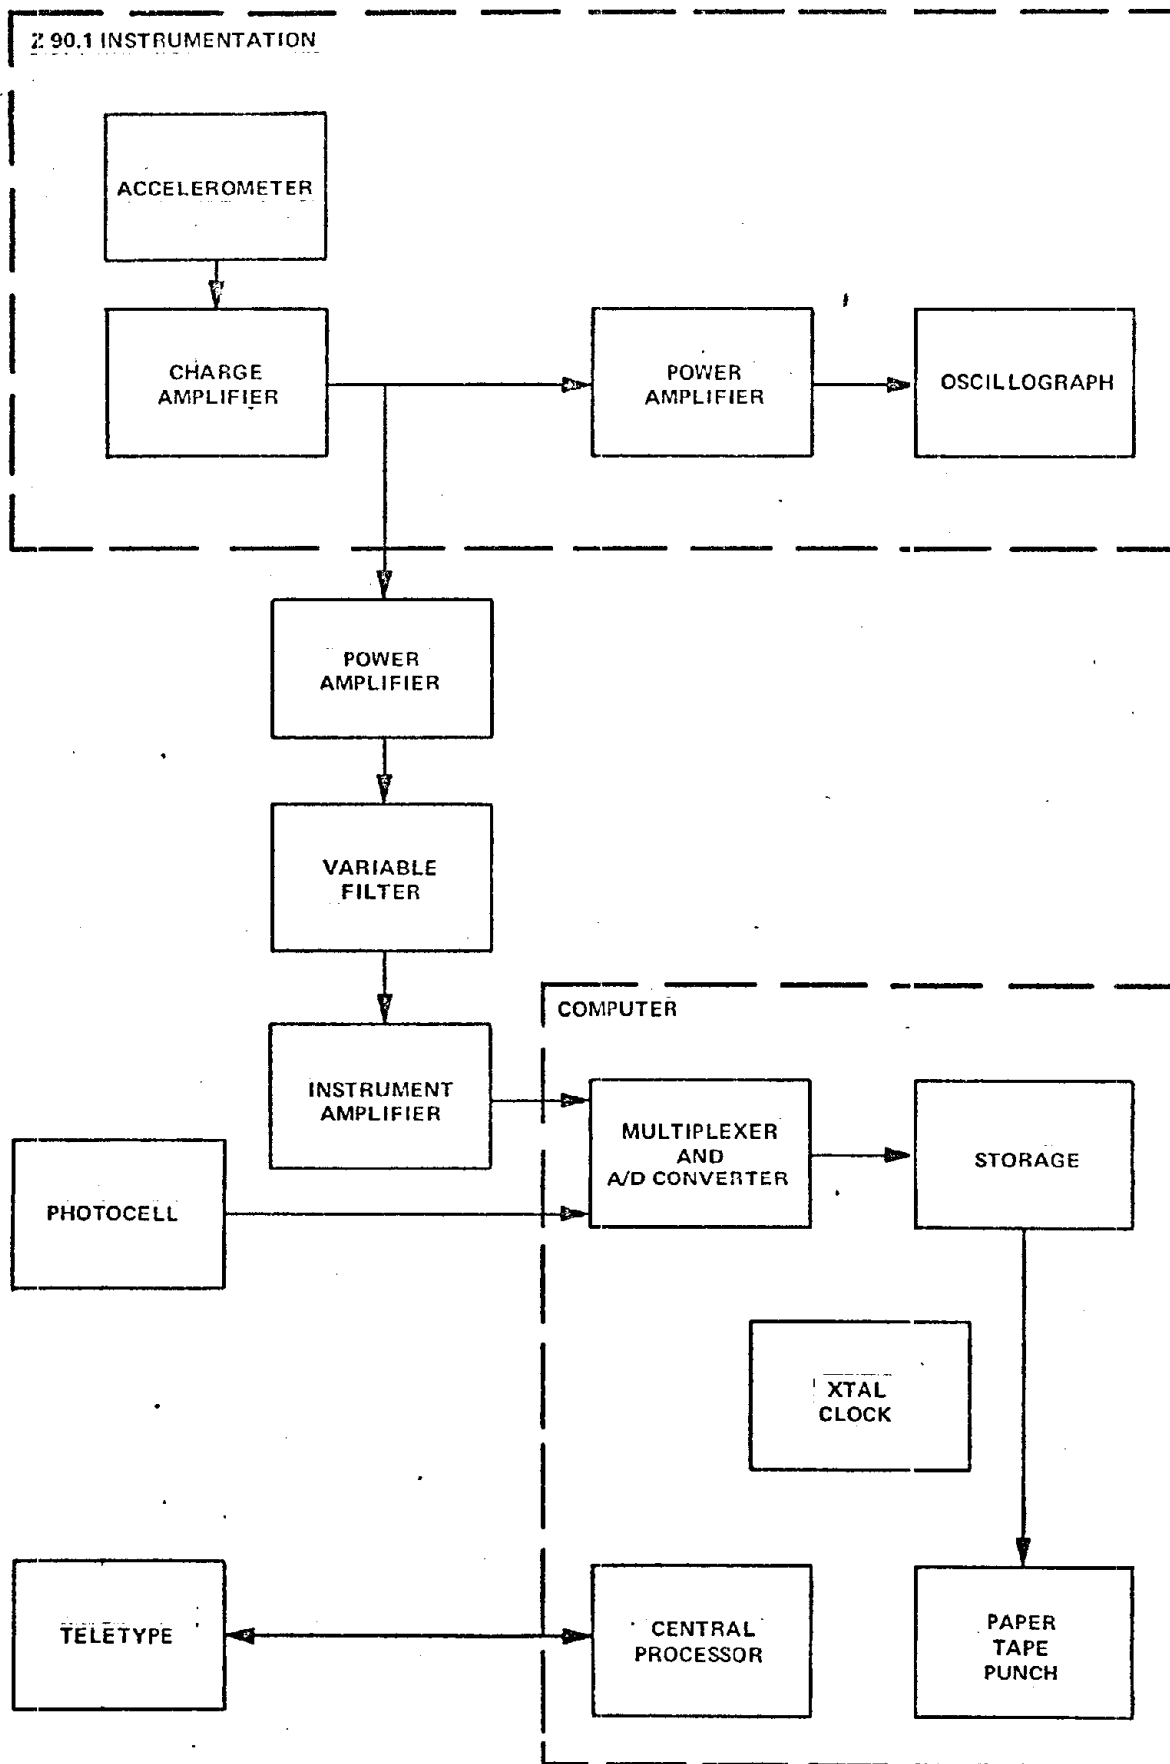 Z 90.1 INSTRUMENTATION
ACCELEROMETER
CHARGE
AMPLIFIER
POWER
AMPLIFIER
OSCILLOGRAPH
POWER
AMPLIFIER
VARIABLE
FILTER
COMPUTER
INSTRUMENT
AMPLIFIER
MULTIPLEXER
AND
A/D CONVERTER
STORAGE
PHOTOCELL
XTAL
CLOCK
TELETYPE
CENTRAL
PROCESSOR
PAPER
TAPE
PUNCH